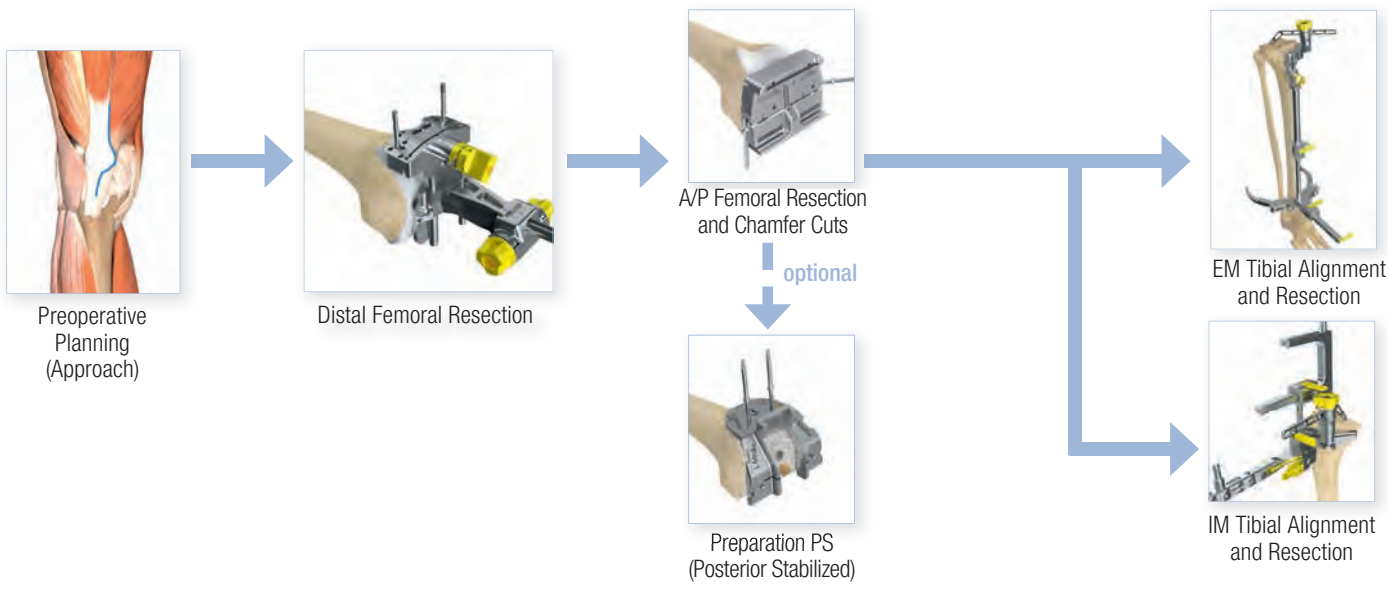 Preoperative
Planning
(Approach)
Distal Femoral Resection
A/P Femoral Resection
and Chamfer Cuts
optional
Preparation PS
(Posterior Stabilized)
EM Tibial Alignment
and Resection
IM Tibial Alignment
and Resection